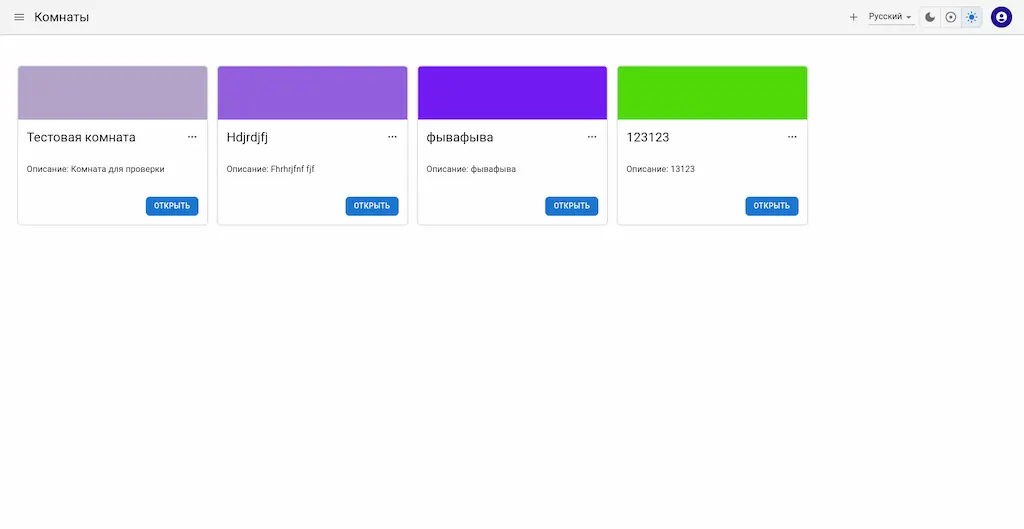 Комнаты
Русский
Тестовая комната
Описание: Комната для проверки
ОТКРЫТЬ
Hdjrdjfj
Описание: Fhrhrjfnf fjf
ОТКРЫТЬ
фывафыва
Описание: фывафыва
ОТКРЫТЬ
123123
Описание: 13123
ОТКРЫТЬ